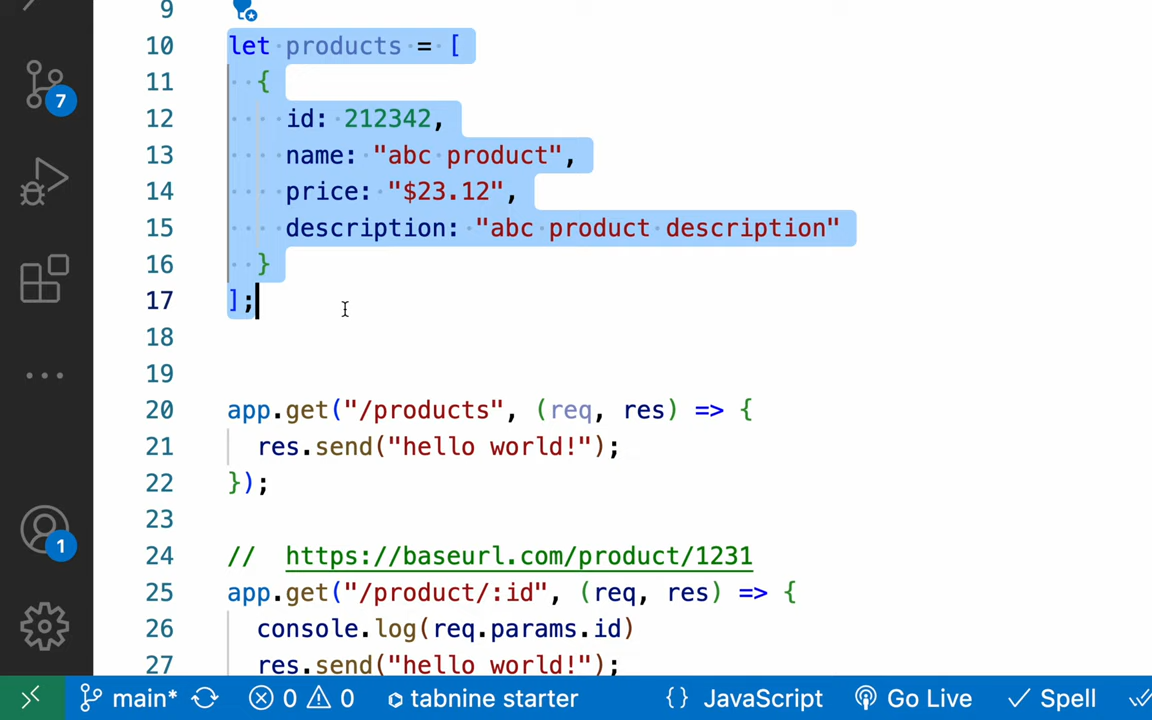 9
10 let products = [
7
11 {
12 id: 212342,
13 name: "abc product",
14 price: "$23.12",
15 description: "abc product description"
16 }
17 ];
18
19
20 app.get("/products", (req, res) => {
21 res.send("hello world!");
22 });
23
1
24 // https://baseurl.com/product/1231
25 app.get("/product/:id", (req, res) => {
26 console.log(req.params.id)
27 res.send("hello world!");
main* 0 0 tabnine starter {} JavaScript Go Live Spell